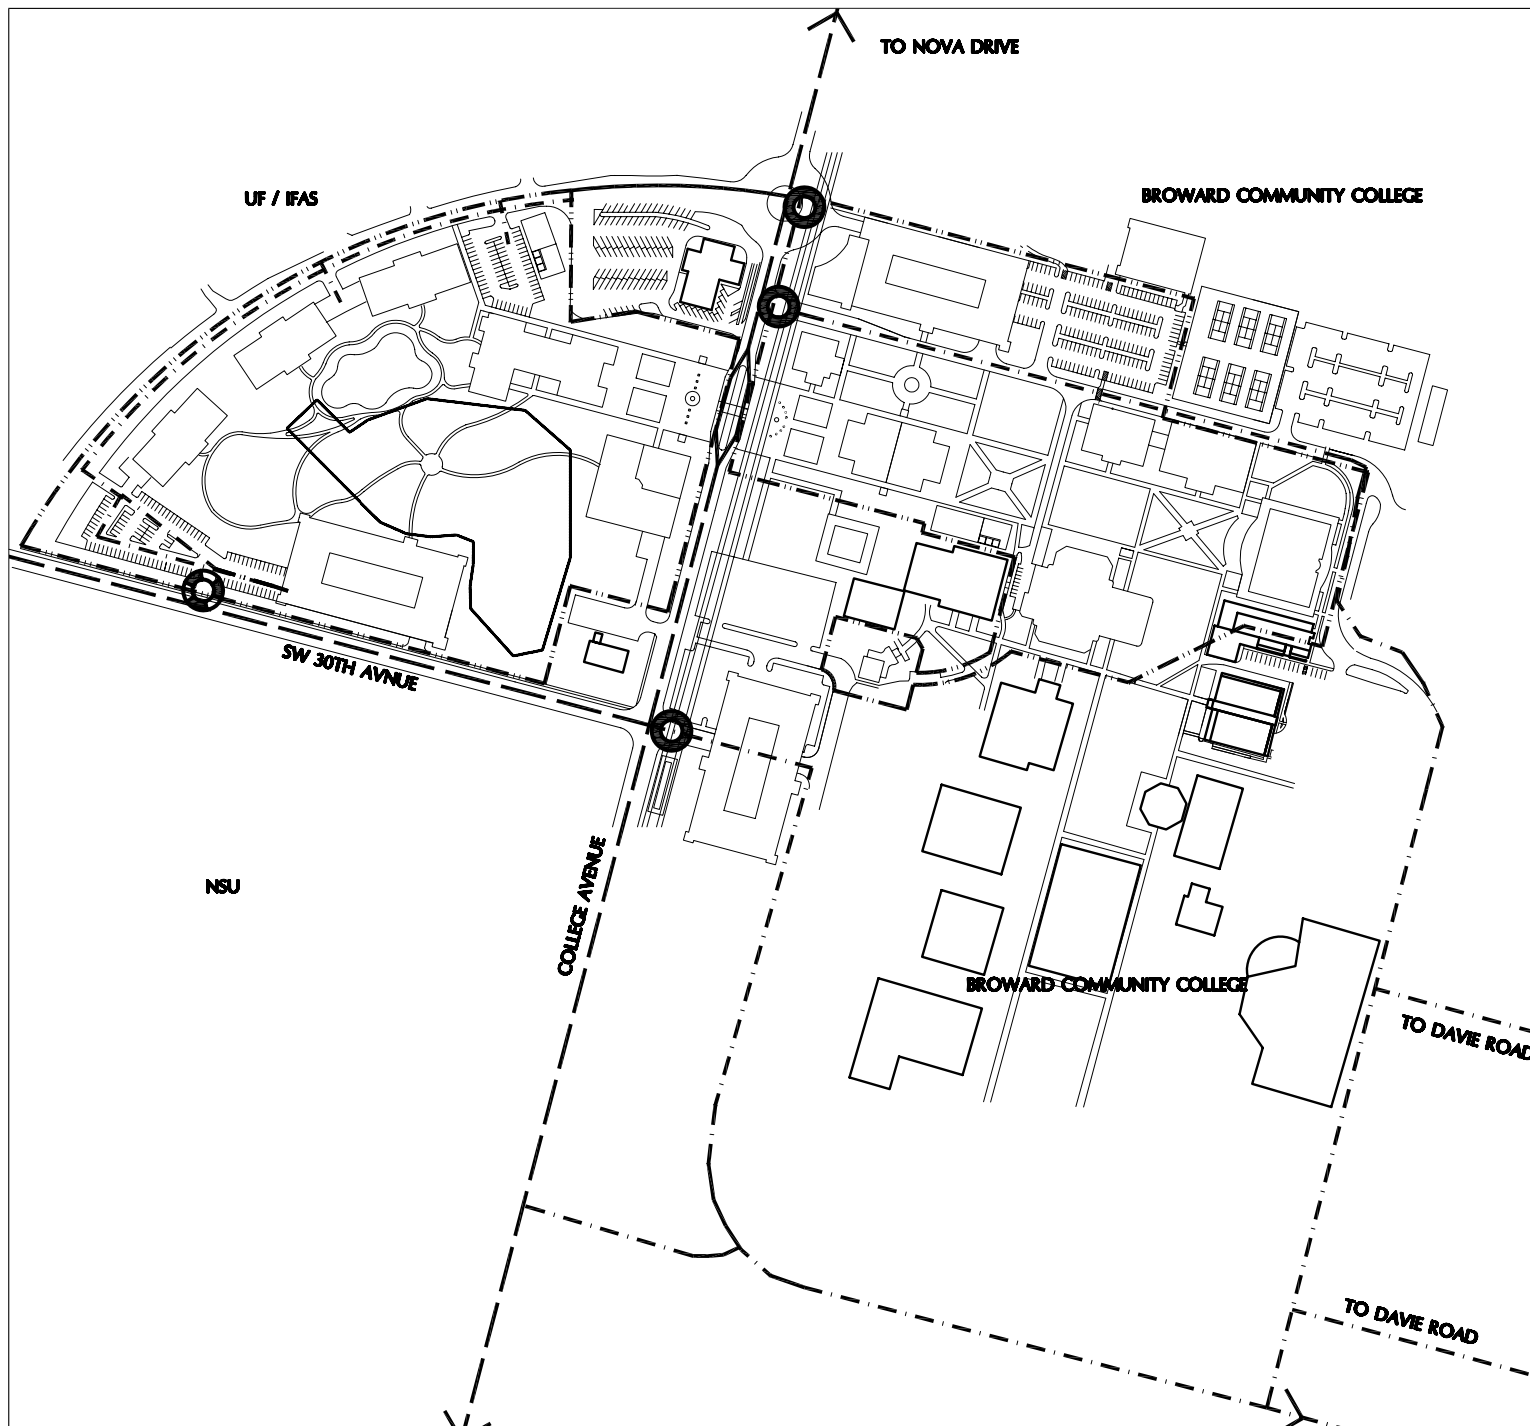 TO NOVA DRIVE
UF / IFAS
BROWARD COMMUNITY COLLEGE
SW 30TH AVNUE
COLLEGE AVENUE
NSU
BROWARD COMMUNITY COLLEGE
TO DAVIE ROAD
TO DAVIE ROAD